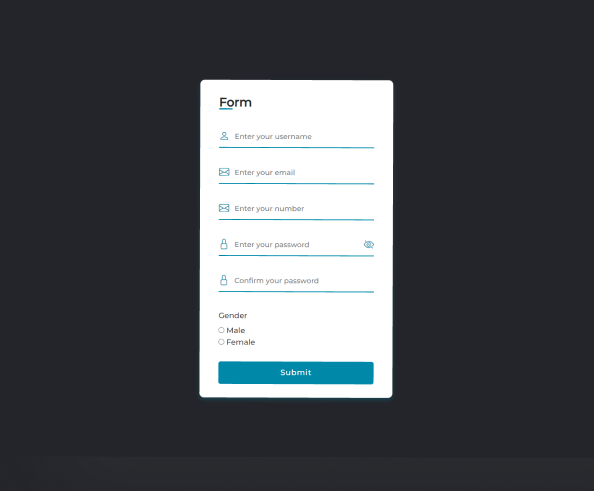 Form
Enter your username
Enter your email
Enter your number
Enter your password
Confirm your password
Gender
Male
Female
Submit